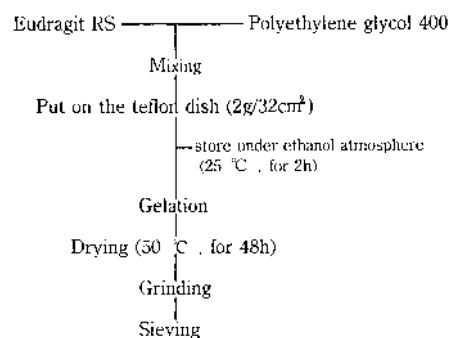 Eudragit RS
Polyethylene glycol 400
Mixing
Put on the teflon dish (2g/32cm²)
store under ethanol atmosphere
(25 ℃ , for 2h)
Gelation
Drying (50 ℃ , for 48h)
Grinding
Sieving